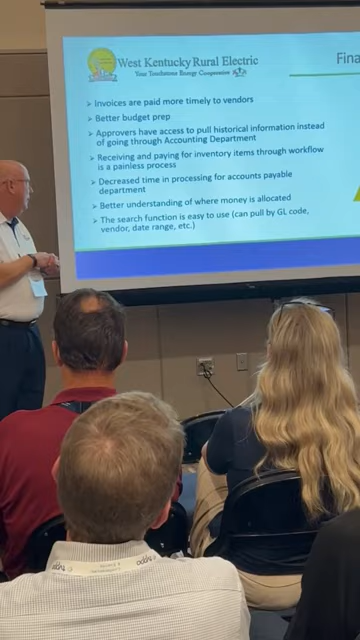 West Kentucky Rural Electric
Your Touchstone Energy Cooperative
Fina
➤ Invoices are paid more timely to vendors
➤ Better budget prep
➤ Approvers have access to pull historical information instead
of going through Accounting Department
➤ Receiving and paying for inventory items through workflow
is a painless process
➤ Decreased time in processing for accounts payable
department
➤ Better understanding of where money is allocated
➤ The search function is easy to use (can pull by GL code,
vendor, date range, etc.)